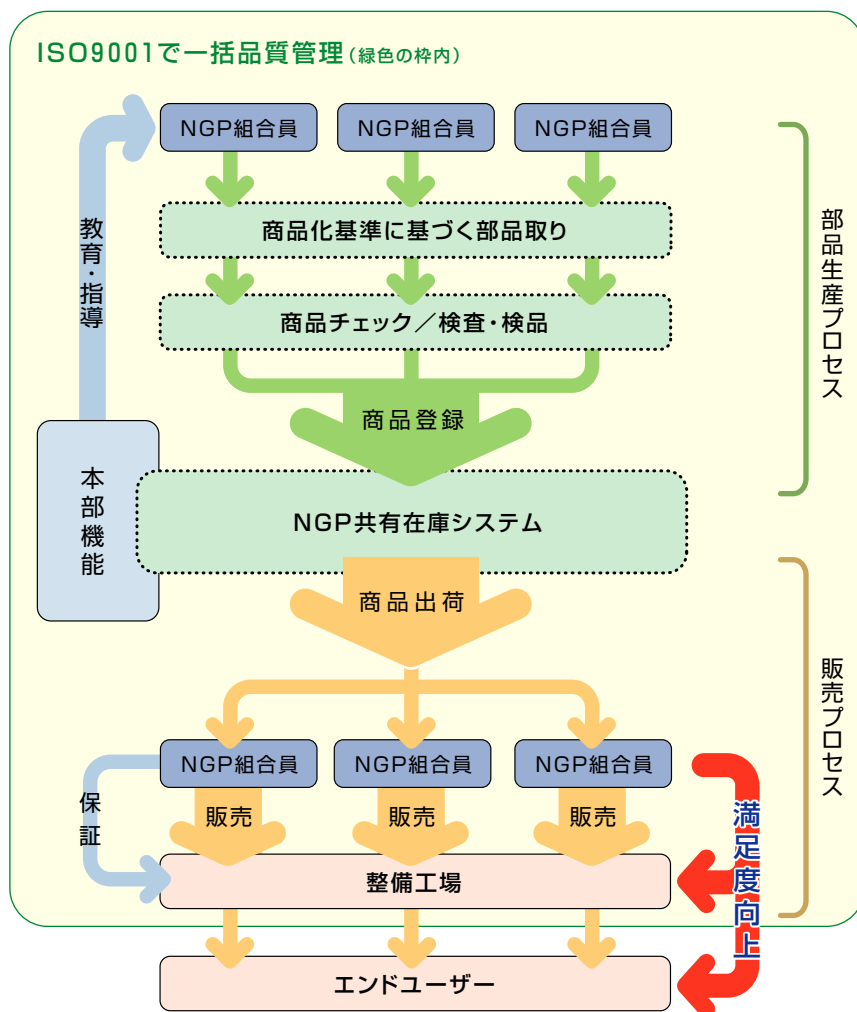 ISO9001で一括品質管理(緑色の枠内)
NGP組合員
NGP組合員
NGP組合員
教育・指導
商品化基準に基づく部品取り
商品チェック/検査・検品
部品生産プロセス
商品登録
本部機能
NGP共有在庫システム
商品出荷
販売プロセス
NGP組合員
NGP組合員
NGP組合員
保証
販売
販売
販売
満足度向上
整備工場
エンドユーザー